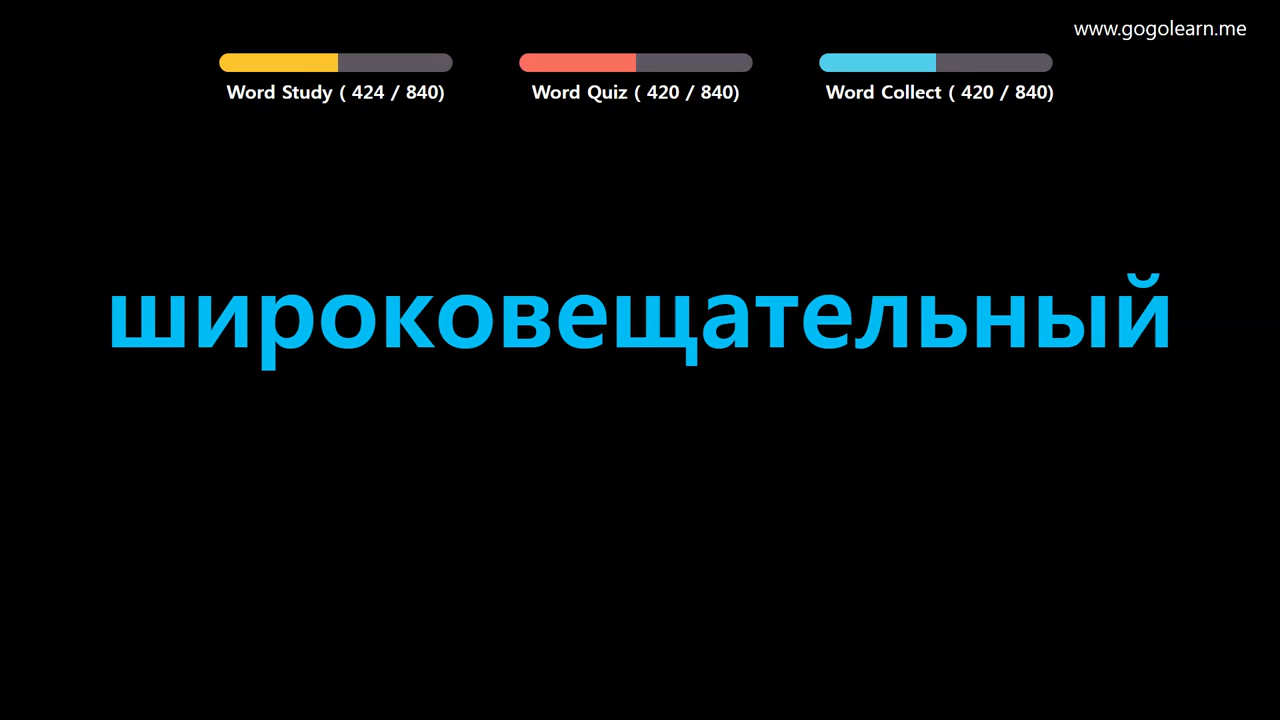 www.gogolearn.me
Word Study ( 424 / 840)
Word Quiz ( 420 / 840)
Word Collect ( 420 / 840)
широковещательный